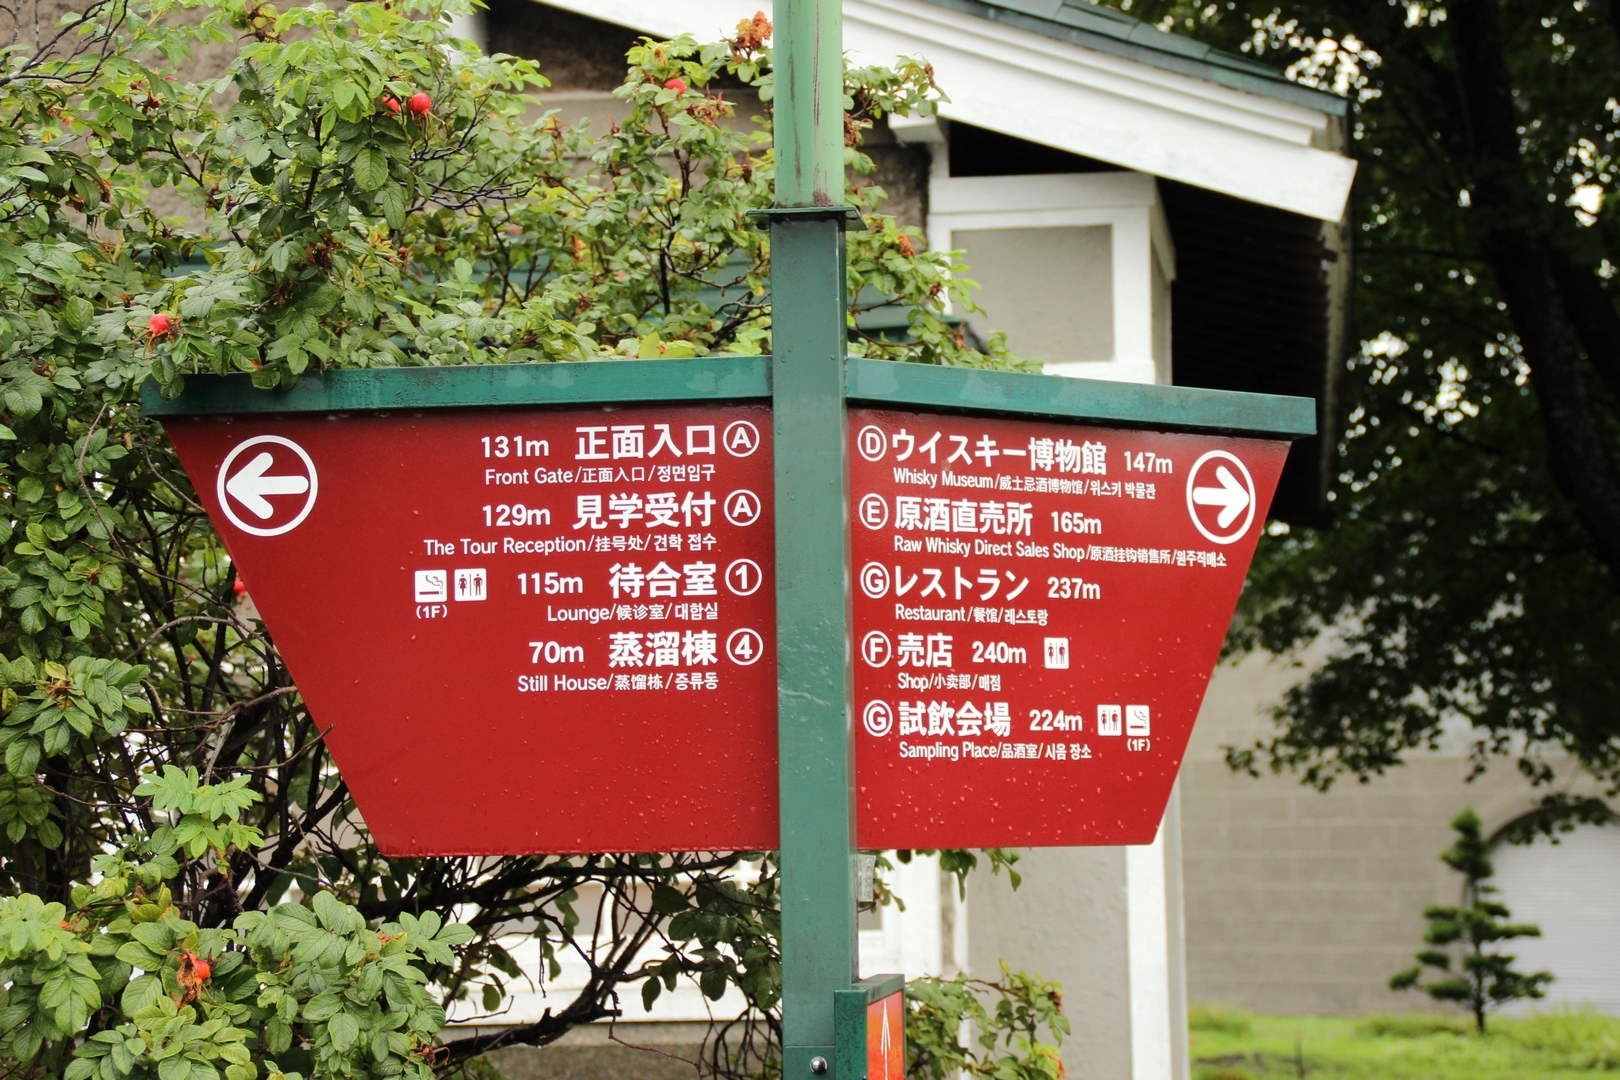 131m 正面入口 Ⓐ
Front Gate/正面入口/정면입구
129m 見学受付 Ⓐ
The Tour Reception/挂号处/견학 접수
115m 待合室 ①
(1F)
Lounge/候诊室/대합실
70m 蒸溜棟 ④
Still House/蒸馏栋/증류동
Ⓓ ウイスキー博物館 147m
Whisky Museum/威士忌酒博物馆/위스키 박물관
Ⓔ 原酒直売所 165m
Raw Whisky Direct Sales Shop/原酒挂钩销售所/원주직매소
Ⓖ レストラン 237m
Restaurant/餐馆/레스토랑
Ⓕ 売店 240m
Shop/小卖部/매점
Ⓖ 試飲会場 224m
(1F)
Sampling Place/品酒室/시음 장소